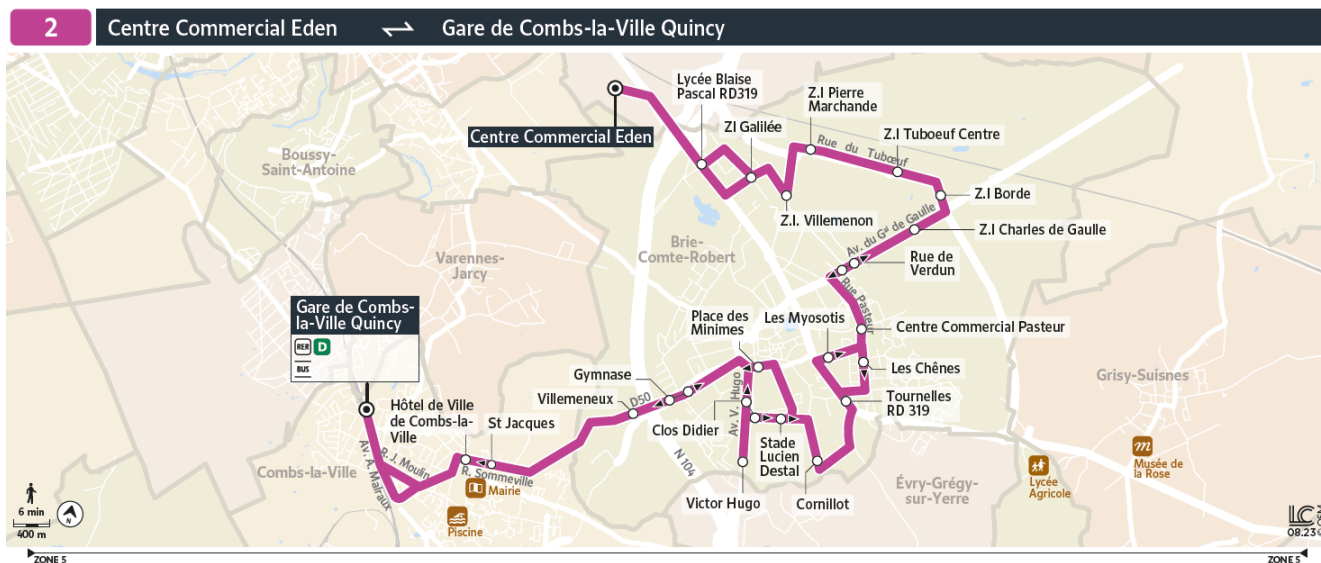 2
Centre Commercial Eden
Gare de Combs-la-Ville Quincy
Lycée Blaise
Pascal RD319
Z.I Pierre
Marchande
ZI Galilée
Z.I Tuboeuf Centre
Centre Commercial Eden
Rue du Tubœuf
Boussy-
Saint-Antoine
Z.I Borde
Z.I. Villemenon
Av. du Gal de Gaulle
Z.I Charles de Gaulle
Brie-
Comte-Robert
Varennes-
Jarcy
Rue de
Verdun
Rue Pasteur
Gare de Combs-
la-Ville Quincy
RER D
BUS
Place des
Minimes
Les Myosotis
Centre Commercial Pasteur
Les Chênes
Grisy-Suisnes
Gymnase
Villemeneux
D50
Av. V. Hugo
Tournelles
RD 319
Hôtel de Ville
de Combs-la-
Ville
St Jacques
Clos Didier
Stade
Lucien
Destal
Av. A. Malraux
R. J. Moulin
R. Sommeville
Combs-la-Ville
N 104
Musée de
la Rose
Lycée
Agricole
Évry-Grégy-
sur-Yerre
Mairie
Victor Hugo
Cornillot
Piscine
6 min
400 m
N
LC
08.23
ZONE 5
ZONE 5